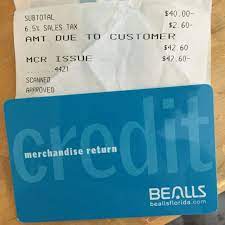 SUBTOTAL $40.00-
6.5% SALES TAX $2.60-
AMT DUE TO CUSTOMER
$42.60
MCR ISSUE $42.60-
4421
SCANNED
APPROVED
credit
merchandise return
BEALLS
beallsflorida.com